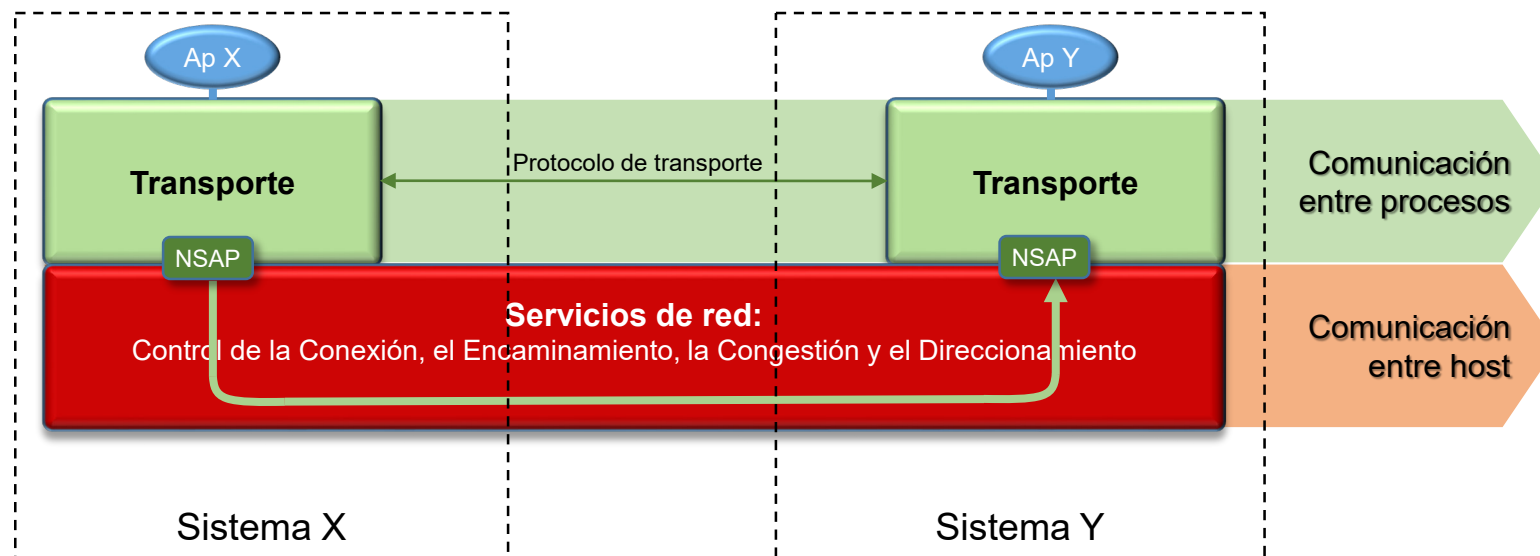 Ap X
Ap Y
Transporte
Protocolo de transporte
Transporte
Comunicación
entre procesos
NSAP
NSAP
Servicios de red:
Control de la Conexión, el Encaminamiento, la Congestión y el Direccionamiento
Comunicación
entre host
Sistema X
Sistema Y